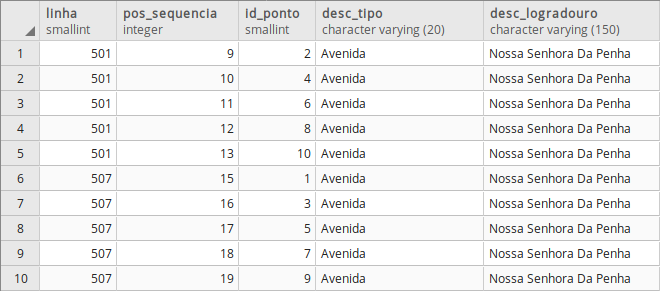 linha pos_sequencia id_ponto desc_tipo desc_logradouro
smallint integer smallint character varying (20) character varying (150)
1 501 9 2 Avenida Nossa Senhora Da Penha
2 501 10 4 Avenida Nossa Senhora Da Penha
3 501 11 6 Avenida Nossa Senhora Da Penha
4 501 12 8 Avenida Nossa Senhora Da Penha
5 501 13 10 Avenida Nossa Senhora Da Penha
6 507 15 1 Avenida Nossa Senhora Da Penha
7 507 16 3 Avenida Nossa Senhora Da Penha
8 507 17 5 Avenida Nossa Senhora Da Penha
9 507 18 7 Avenida Nossa Senhora Da Penha
10 507 19 9 Avenida Nossa Senhora Da Penha